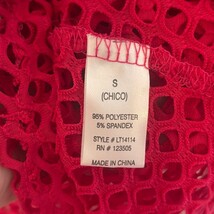 S
(CHICO)
95% POLYESTER
5% SPANDEX
STYLE # LT14114
RN # 123505
MADE IN CHINA